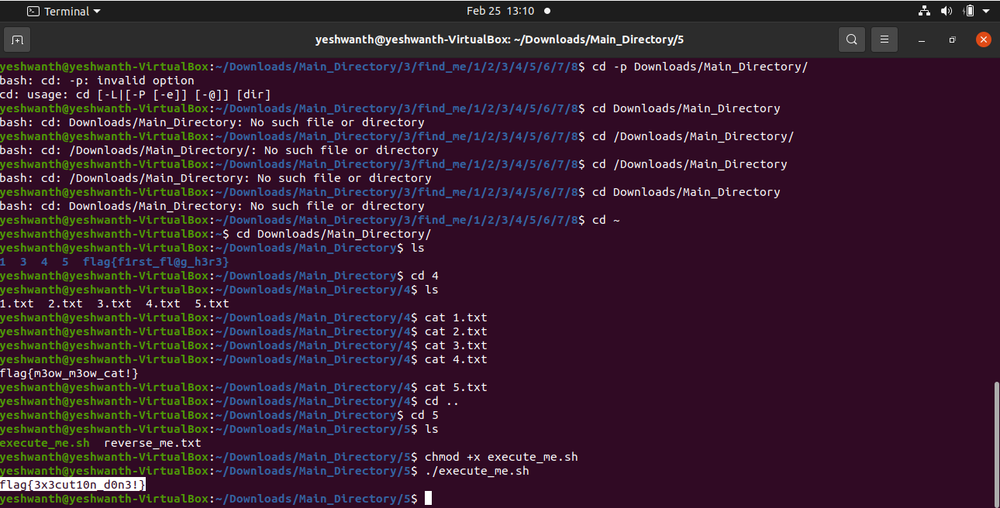 Terminal
Feb 25 13:10
yeshwanth@yeshwanth-VirtualBox: ~/Downloads/Main_Directory/5
yeshwanth@yeshwanth-VirtualBox:~/Downloads/Main_Directory/3/find_me/1/2/3/4/5/6/7/8$ cd -p Downloads/Main_Directory/
bash: cd: -p: invalid option
cd: usage: cd [-L|[-P [-e]] [-@]] [dir]
yeshwanth@yeshwanth-VirtualBox:~/Downloads/Main_Directory/3/find_me/1/2/3/4/5/6/7/8$ cd Downloads/Main_Directory
bash: cd: Downloads/Main_Directory: No such file or directory
yeshwanth@yeshwanth-VirtualBox:~/Downloads/Main_Directory/3/find_me/1/2/3/4/5/6/7/8$ cd /Downloads/Main_Directory/
bash: cd: /Downloads/Main_Directory/: No such file or directory
yeshwanth@yeshwanth-VirtualBox:~/Downloads/Main_Directory/3/find_me/1/2/3/4/5/6/7/8$ cd /Downloads/Main_Directory
bash: cd: /Downloads/Main_Directory: No such file or directory
yeshwanth@yeshwanth-VirtualBox:~/Downloads/Main_Directory/3/find_me/1/2/3/4/5/6/7/8$ cd Downloads/Main_Directory
bash: cd: Downloads/Main_Directory: No such file or directory
yeshwanth@yeshwanth-VirtualBox:~/Downloads/Main_Directory/3/find_me/1/2/3/4/5/6/7/8$ cd ~
yeshwanth@yeshwanth-VirtualBox:~$ cd Downloads/Main_Directory/
yeshwanth@yeshwanth-VirtualBox:~/Downloads/Main_Directory$ ls
1  3  4  5  flag{f1rst_fl@g_h3r3}
yeshwanth@yeshwanth-VirtualBox:~/Downloads/Main_Directory$ cd 4
yeshwanth@yeshwanth-VirtualBox:~/Downloads/Main_Directory/4$ ls
1.txt  2.txt  3.txt  4.txt  5.txt
yeshwanth@yeshwanth-VirtualBox:~/Downloads/Main_Directory/4$ cat 1.txt
yeshwanth@yeshwanth-VirtualBox:~/Downloads/Main_Directory/4$ cat 2.txt
yeshwanth@yeshwanth-VirtualBox:~/Downloads/Main_Directory/4$ cat 3.txt
yeshwanth@yeshwanth-VirtualBox:~/Downloads/Main_Directory/4$ cat 4.txt
flag{m3ow_m3ow_cat!}
yeshwanth@yeshwanth-VirtualBox:~/Downloads/Main_Directory/4$ cat 5.txt
yeshwanth@yeshwanth-VirtualBox:~/Downloads/Main_Directory/4$ cd ..
yeshwanth@yeshwanth-VirtualBox:~/Downloads/Main_Directory$ cd 5
yeshwanth@yeshwanth-VirtualBox:~/Downloads/Main_Directory/5$ ls
execute_me.sh  reverse_me.txt
yeshwanth@yeshwanth-VirtualBox:~/Downloads/Main_Directory/5$ chmod +x execute_me.sh
yeshwanth@yeshwanth-VirtualBox:~/Downloads/Main_Directory/5$ ./execute_me.sh
flag{3x3cut10n_d0n3!}
yeshwanth@yeshwanth-VirtualBox:~/Downloads/Main_Directory/5$